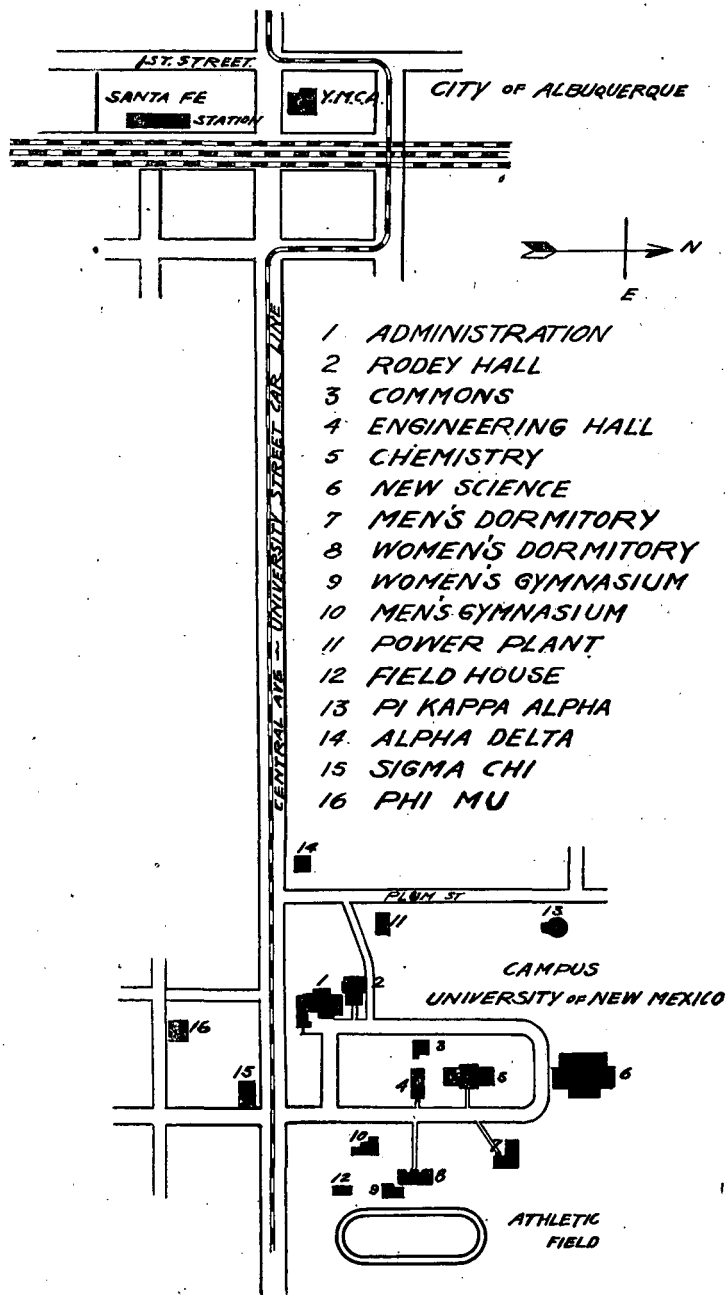 1ST. STREET.
SANTA FE
STATION
Y.M.C.A.
CITY OF ALBUQUERQUE
N
E
CENTRAL AVE ~ UNIVERSITY STREET CAR LINE
1 ADMINISTRATION
2 RODEY HALL
3 COMMONS
4 ENGINEERING HALL
5 CHEMISTRY
6 NEW SCIENCE
7 MEN'S DORMITORY
8 WOMEN'S DORMITORY
9 WOMEN'S GYMNASIUM
10 MEN'S GYMNASIUM
11 POWER PLANT
12 FIELD HOUSE
13 PI KAPPA ALPHA
14. ALPHA DELTA
15 SIGMA CHI
16 PHI MU
14
PLUM ST
11
13
CAMPUS
UNIVERSITY OF NEW MEXICO
1
2
16
3
15
4
5
6
10
7
8
12
9
ATHLETIC
FIELD